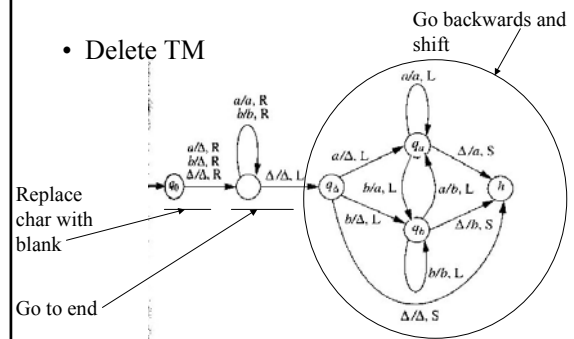 Go backwards and
shift
• Delete TM
a/a, L
a/a, R
b/b, R
a/Δ, R
b/Δ, R
Δ/Δ, R
a/Δ, L
qa
Δ/a, S
q0
Δ/Δ, L
qΔ
b/a, L
a/b, L
h
Replace
char with
blank
b/Δ, L
qb
Δ/b, S
b/b, L
Go to end
Δ/Δ, S